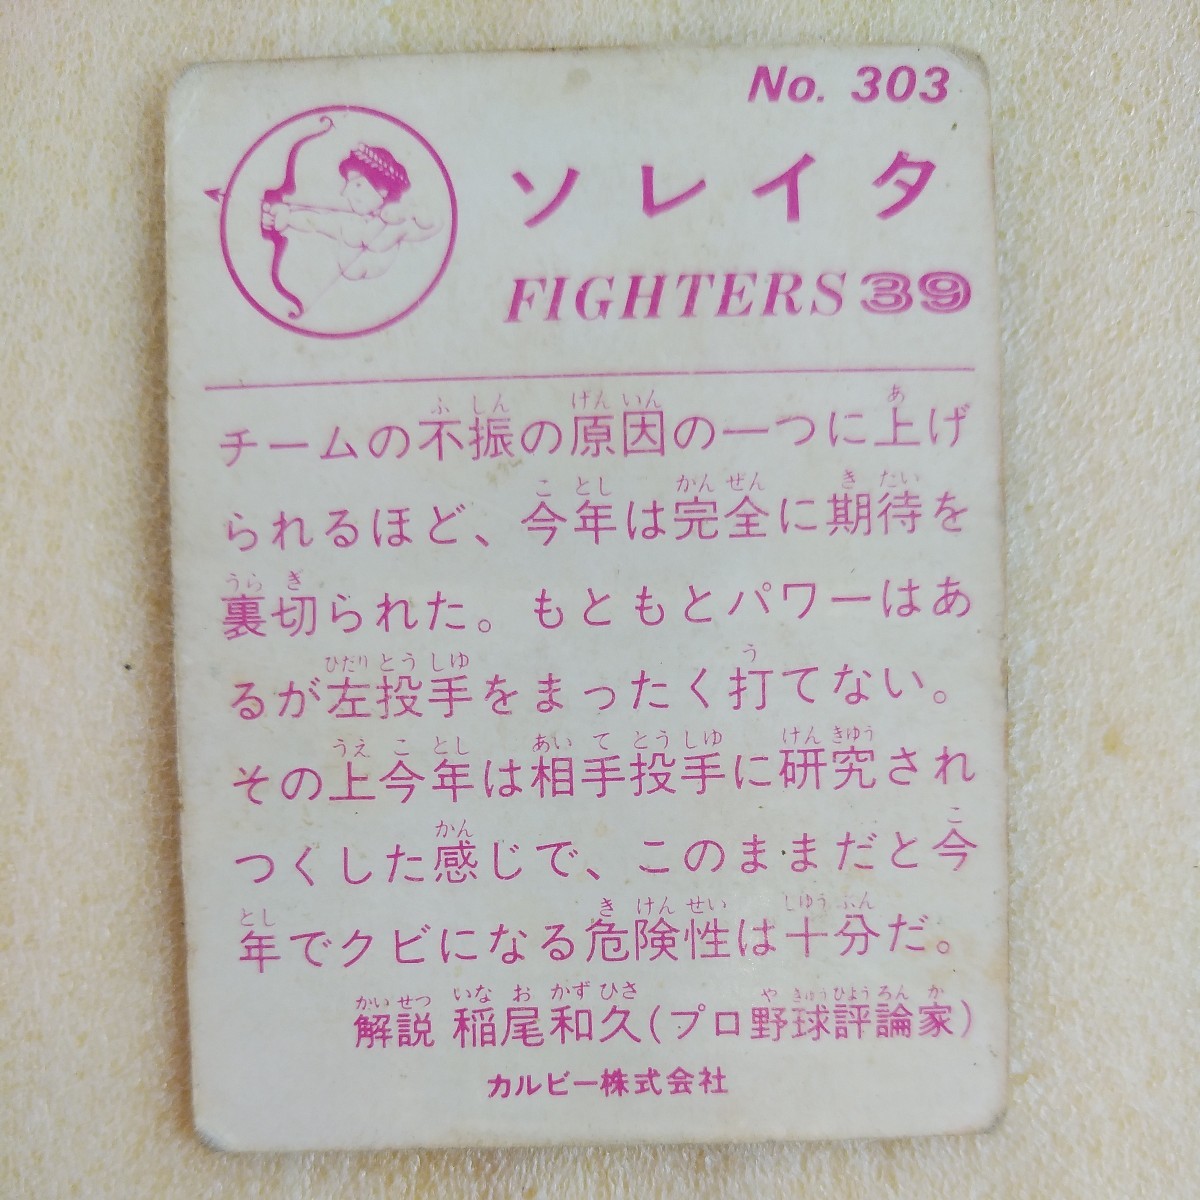 No. 303
ソレイタ
FIGHTERS 39
チームの不振の原因の一つに上げ
られるほど、今年は完全に期待を
裏切られた。もともとパワーはあ
るが左投手をまったく打てない。
その上今年は相手投手に研究され
つくした感じで、このままだと今
年でクビになる危険性は十分だ。
解説 稲尾和久(プロ野球評論家)
カルビー株式会社